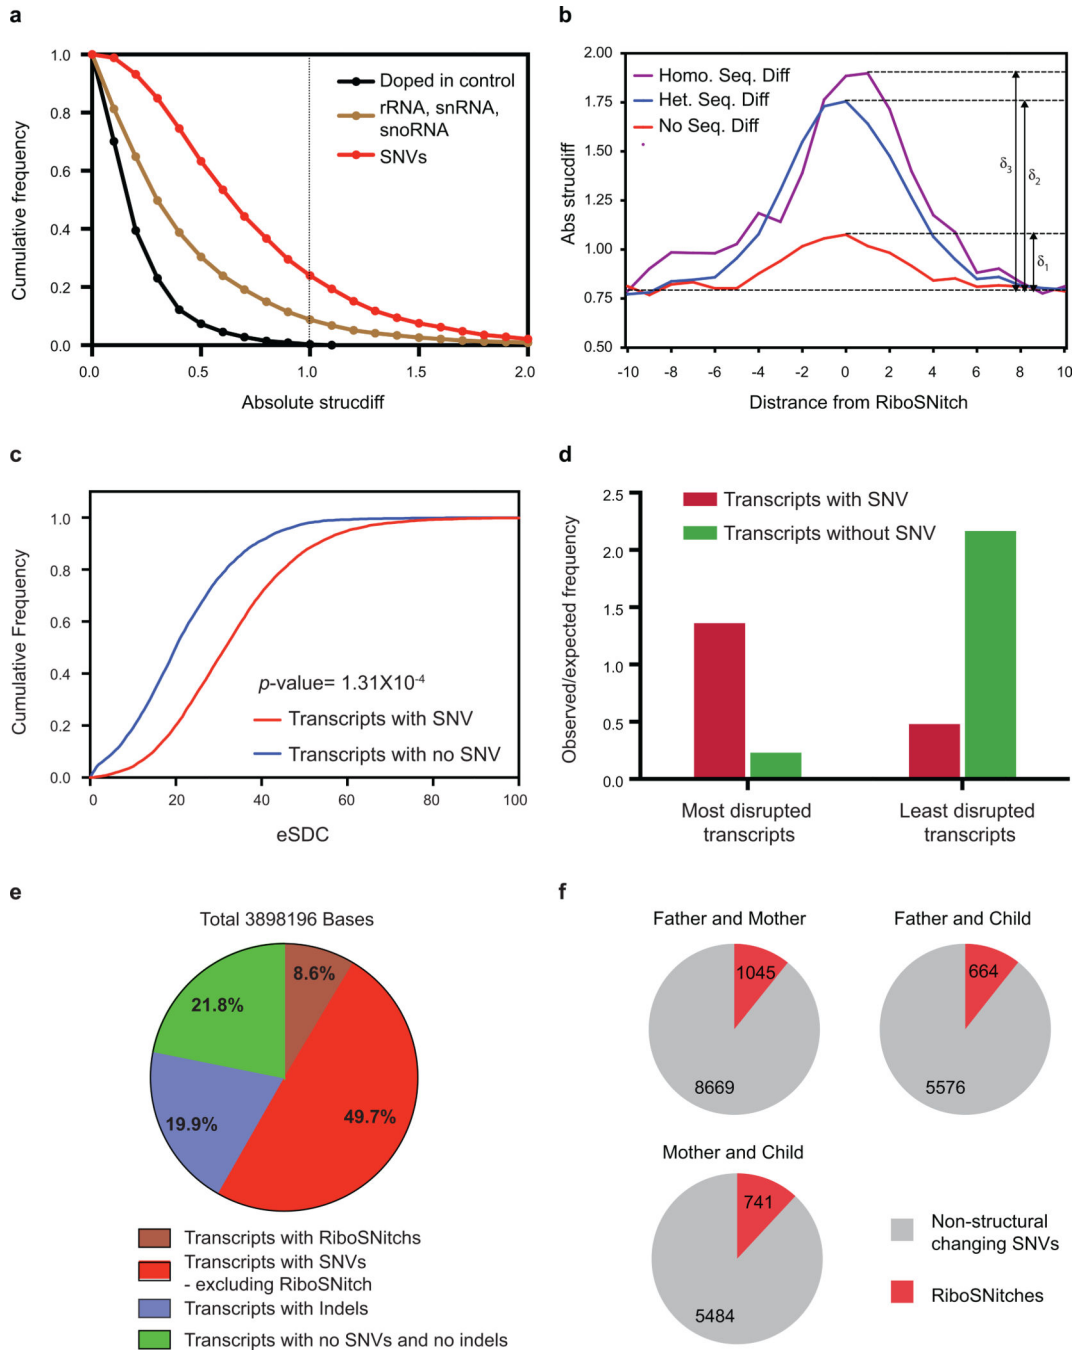 a
Cumulative frequency
1.0
0.8
0.6
0.4
0.2
0.0
0.0 0.5 1.0 1.5 2.0
Absolute strucdiff
Doped in control
rRNA, snRNA,
snoRNA
SNVs
b
Abs strucdiff
2.00
1.75
1.50
1.25
1.00
0.75
0.50
-10 -8 -6 -4 -2 0 2 4 6 8 10
Distance from RiboSNitch
Homo. Seq. Diff
Het. Seq. Diff
No Seq. Diff
δ3
δ2
δ1
c
Cumulative Frequency
1.0
0.8
0.6
0.4
0.2
0.0
0 20 40 60 80 100
eSDC
p-value= 1.31X10-4
Transcripts with SNV
Transcripts with no SNV
d
Observed/expected frequency
2.5
2.0
1.5
1.0
0.5
0.0
Transcripts with SNV
Transcripts without SNV
Most disrupted
transcripts
Least disrupted
transcripts
e
Total 3898196 Bases
8.6%
21.8%
19.9%
49.7%
Transcripts with RiboSNitchs
Transcripts with SNVs
- excluding RiboSNitch
Transcripts with Indels
Transcripts with no SNVs and no indels
f
Father and Mother
1045
8669
Father and Child
664
5576
Mother and Child
741
5484
Non-structural
changing SNVs
RiboSNitches